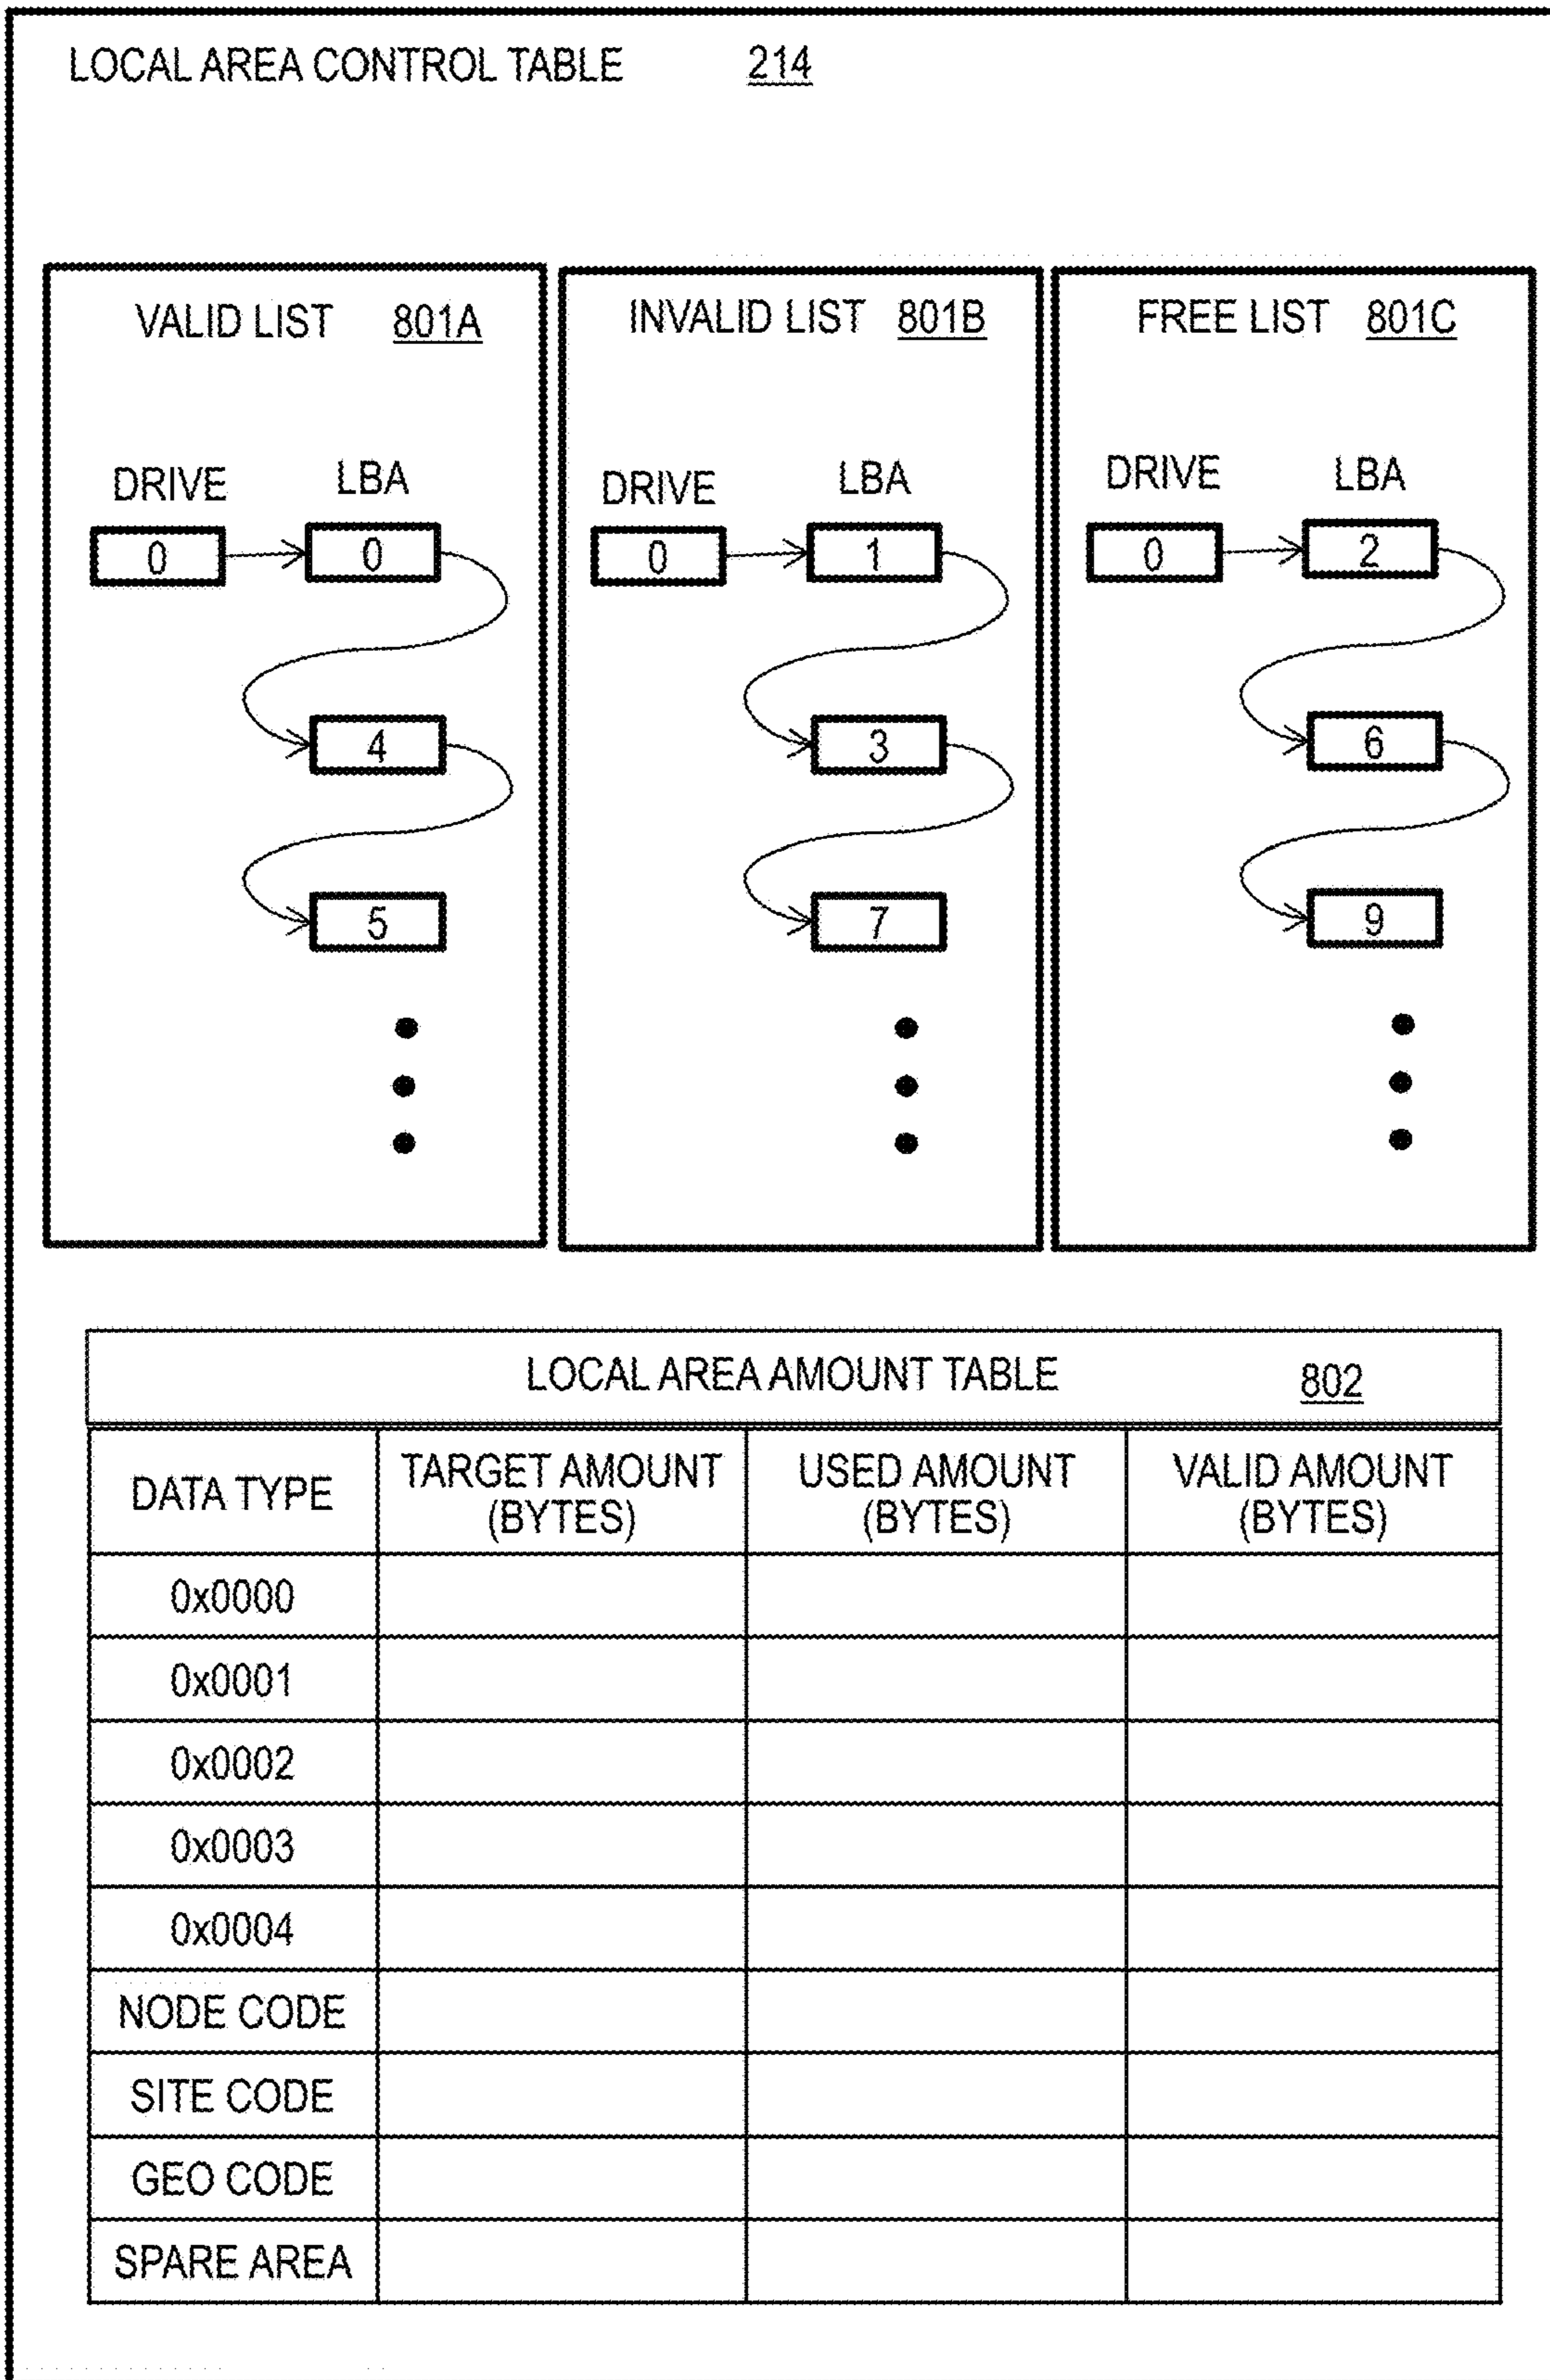 LOCAL AREA CONTROL TABLE 214
VALID LIST 801A
DRIVE LBA
0 0
4
5
INVALID LIST 801B
DRIVE LBA
0 1
3
7
FREE LIST 801C
DRIVE LBA
0 2
6
9
LOCAL AREA AMOUNT TABLE 802
DATA TYPE
TARGET AMOUNT
(BYTES)
USED AMOUNT
(BYTES)
VALID AMOUNT
(BYTES)
0x0000
0x0001
0x0002
0x0003
0x0004
NODE CODE
SITE CODE
GEO CODE
SPARE AREA